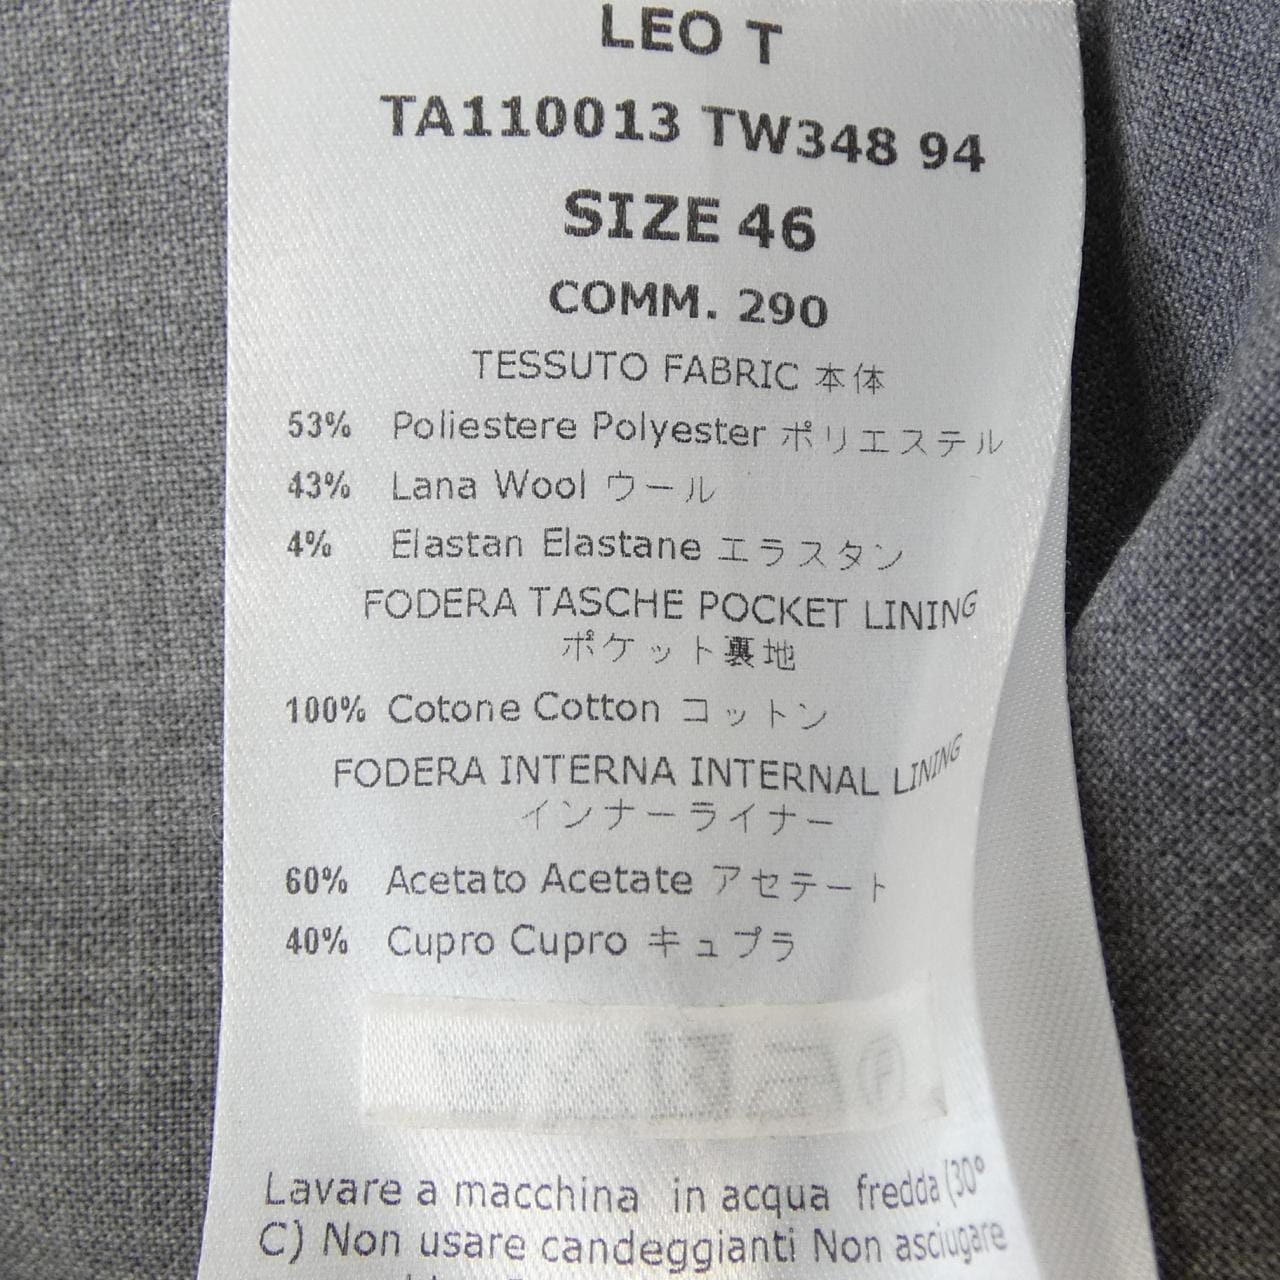 LEO T
TA110013 TW348 94
SIZE 46
COMM. 290
TESSUTO FABRIC 本体
53% Poliestere Polyester ポリエステル
43% Lana Wool ウール
4% Elastan Elastane エラスタン
FODERA TASCHE POCKET LINING
ポケット裏地
100% Cotone Cotton コットン
FODERA INTERNA INTERNAL LINING
インナーライナー
60% Acetato Acetate アセテート
40% Cupro Cupro キュプラ
F
Lavare a macchina in acqua fredda (30°
C) Non usare candeggianti Non asciugare